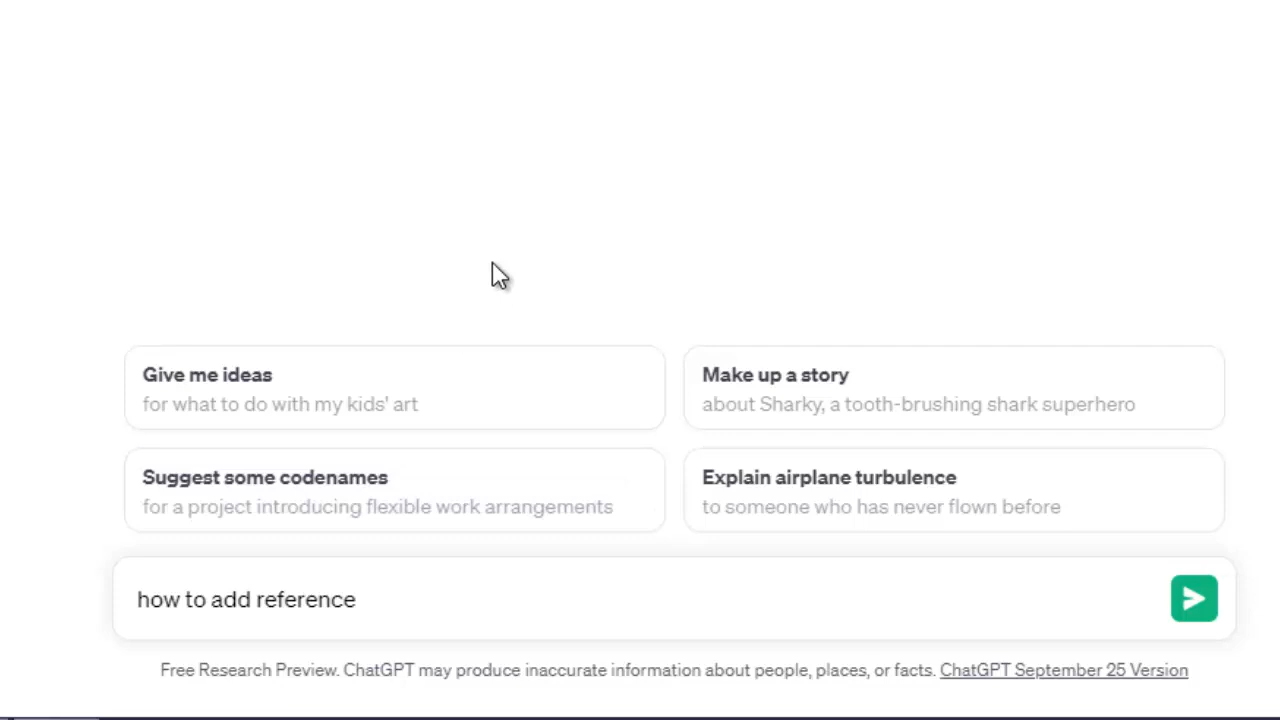 Give me ideas
for what to do with my kids' art
Make up a story
about Sharky, a tooth-brushing shark superhero
Suggest some codenames
for a project introducing flexible work arrangements
Explain airplane turbulence
to someone who has never flown before
how to add reference
Free Research Preview. ChatGPT may produce inaccurate information about people, places, or facts. ChatGPT September 25 Version